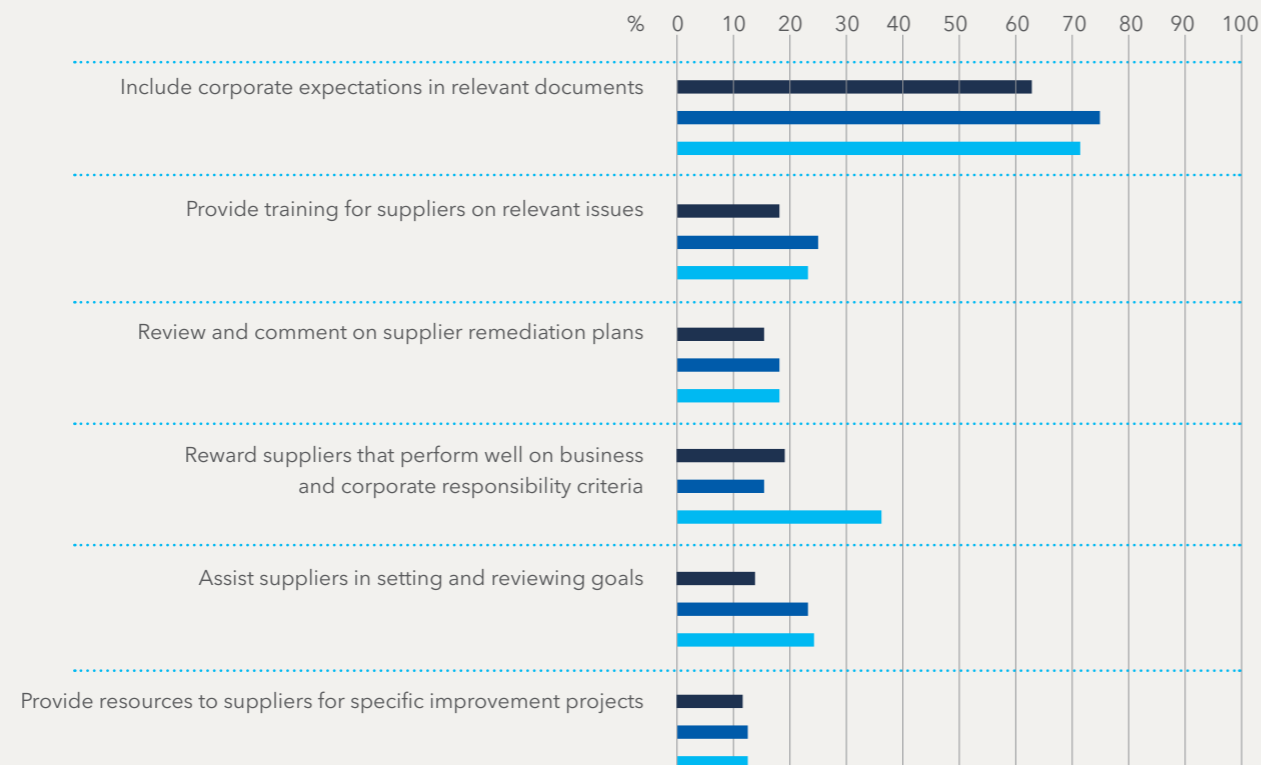 % 0 10 20 30 40 50 60 70 80 90 100
Include corporate expectations in relevant documents
Provide training for suppliers on relevant issues
Review and comment on supplier remediation plans
Reward suppliers that perform well on business
and corporate responsibility criteria
Assist suppliers in setting and reviewing goals
Provide resources to suppliers for specific improvement projects